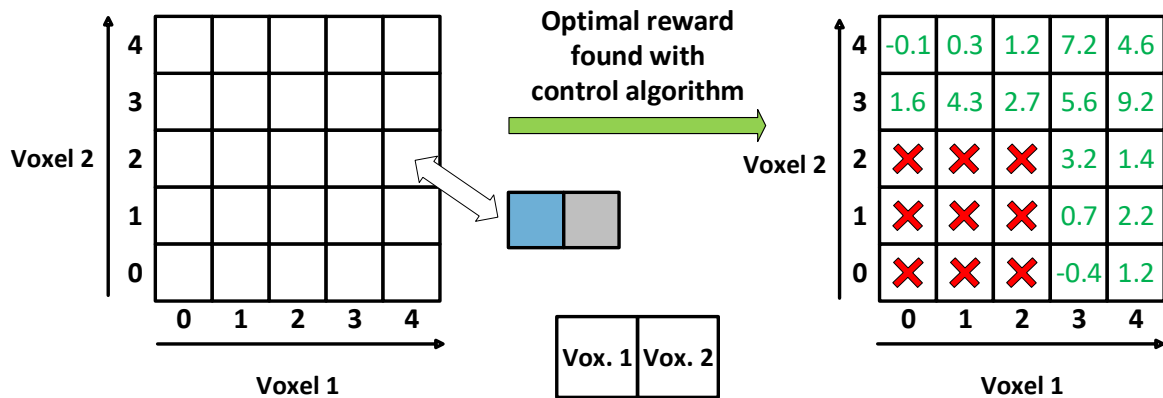 Optimal reward
found with
control algorithm
4
3
Voxel 2 2
1
0
0 1 2 3 4
Voxel 1
Vox. 1 Vox. 2
4 -0.1 0.3 1.2 7.2 4.6
3 1.6 4.3 2.7 5.6 9.2
Voxel 2 2 3.2 1.4
1 0.7 2.2
0 -0.4 1.2
0 1 2 3 4
Voxel 1